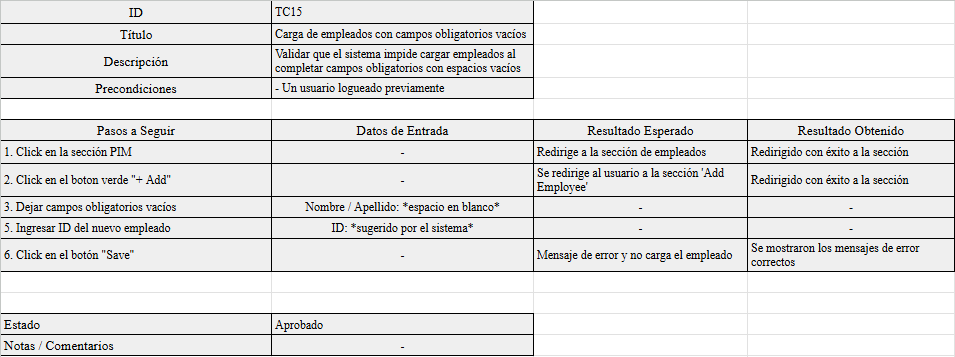 ID TC15
Título Carga de empleados con campos obligatorios vacíos
Descripción Validar que el sistema impide cargar empleados al
completar campos obligatorios con espacios vacíos
Precondiciones - Un usuario logueado previamente
Pasos a Seguir Datos de Entrada Resultado Esperado Resultado Obtenido
1. Click en la sección PIM - Redirige a la sección de empleados Redirigido con éxito a la sección
2. Click en el boton verde "+ Add" - Se redirige al usuario a la sección 'Add
Employee' Redirigido con éxito a la sección
3. Dejar campos obligatorios vacíos Nombre / Apellido: *espacio en blanco* - -
5. Ingresar ID del nuevo empleado ID: *sugerido por el sistema* - -
6. Click en el botón "Save" - Mensaje de error y no carga el empleado Se mostraron los mensajes de error
correctos
Estado Aprobado
Notas / Comentarios -